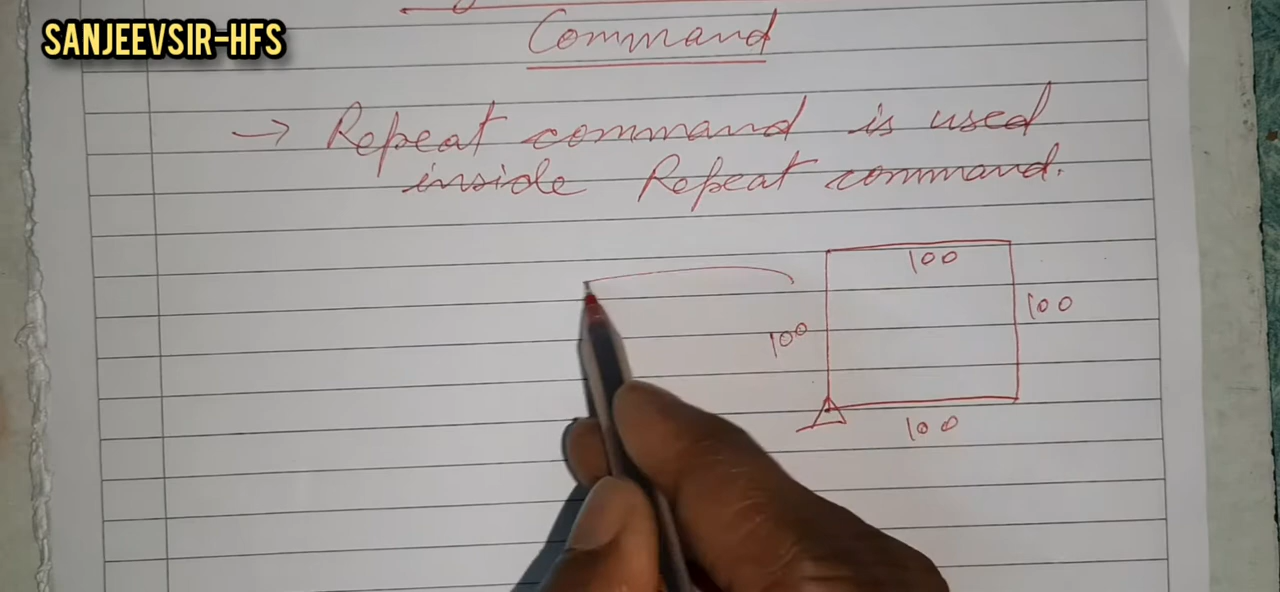 SANJEEVSIR-HFS
Command
→ Repeat command is used
inside Repeat command.
100
100
100
100